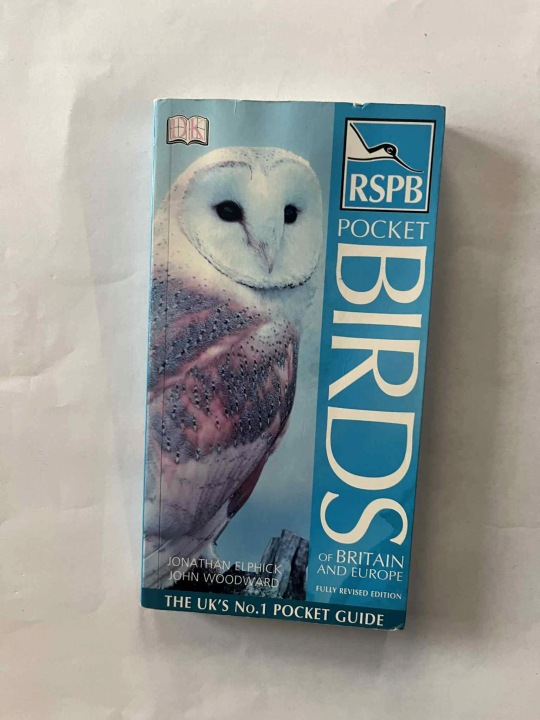 DK
RSPB
POCKET
BIRDS
OF BRITAIN
AND EUROPE
FULLY REVISED EDITION
JONATHAN ELPHICK
JOHN WOODWARD
THE UK'S No.1 POCKET GUIDE